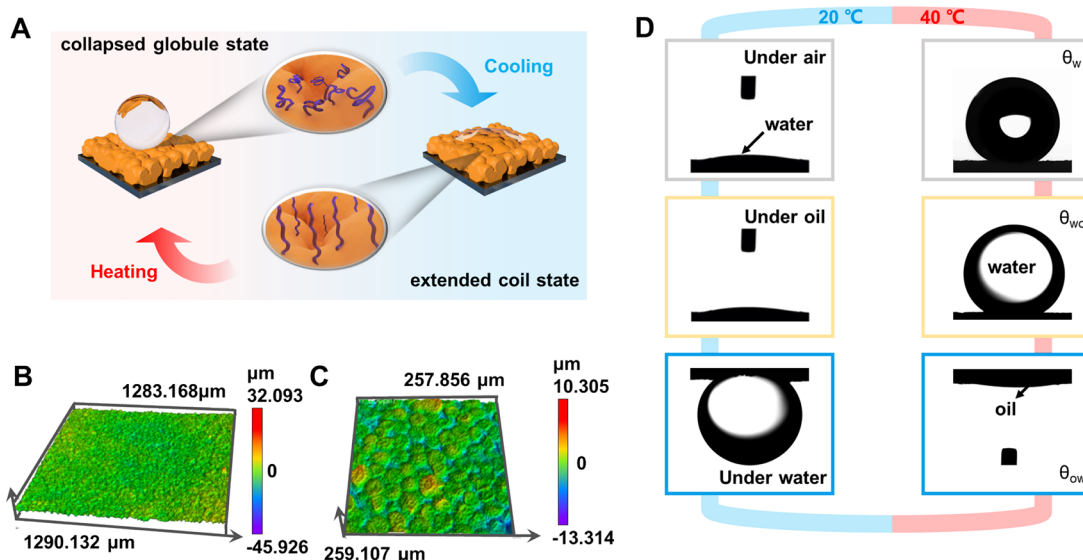 A
collapsed globule state
Cooling
Heating
extended coil state
B
1283.168μm
μm
32.093
0
-45.926
1290.132 μm
C
257.856 μm
μm
10.305
0
-13.314
259.107 μm
D
20 ℃
40 ℃
Under air
water
θw
Under oil
θwo
water
Under water
oil
θow